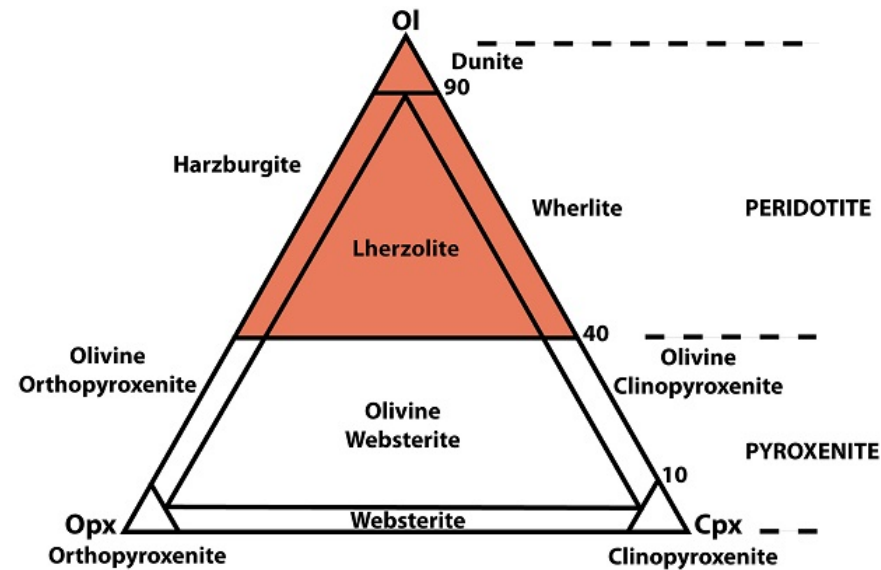 Ol
Dunite
90
Harzburgite
Wherlite
PERIDOTITE
Lherzolite
40
Olivine
Orthopyroxenite
Olivine
Clinopyroxenite
Olivine
Websterite
PYROXENITE
10
Opx
Websterite
Cpx
Orthopyroxenite
Clinopyroxenite